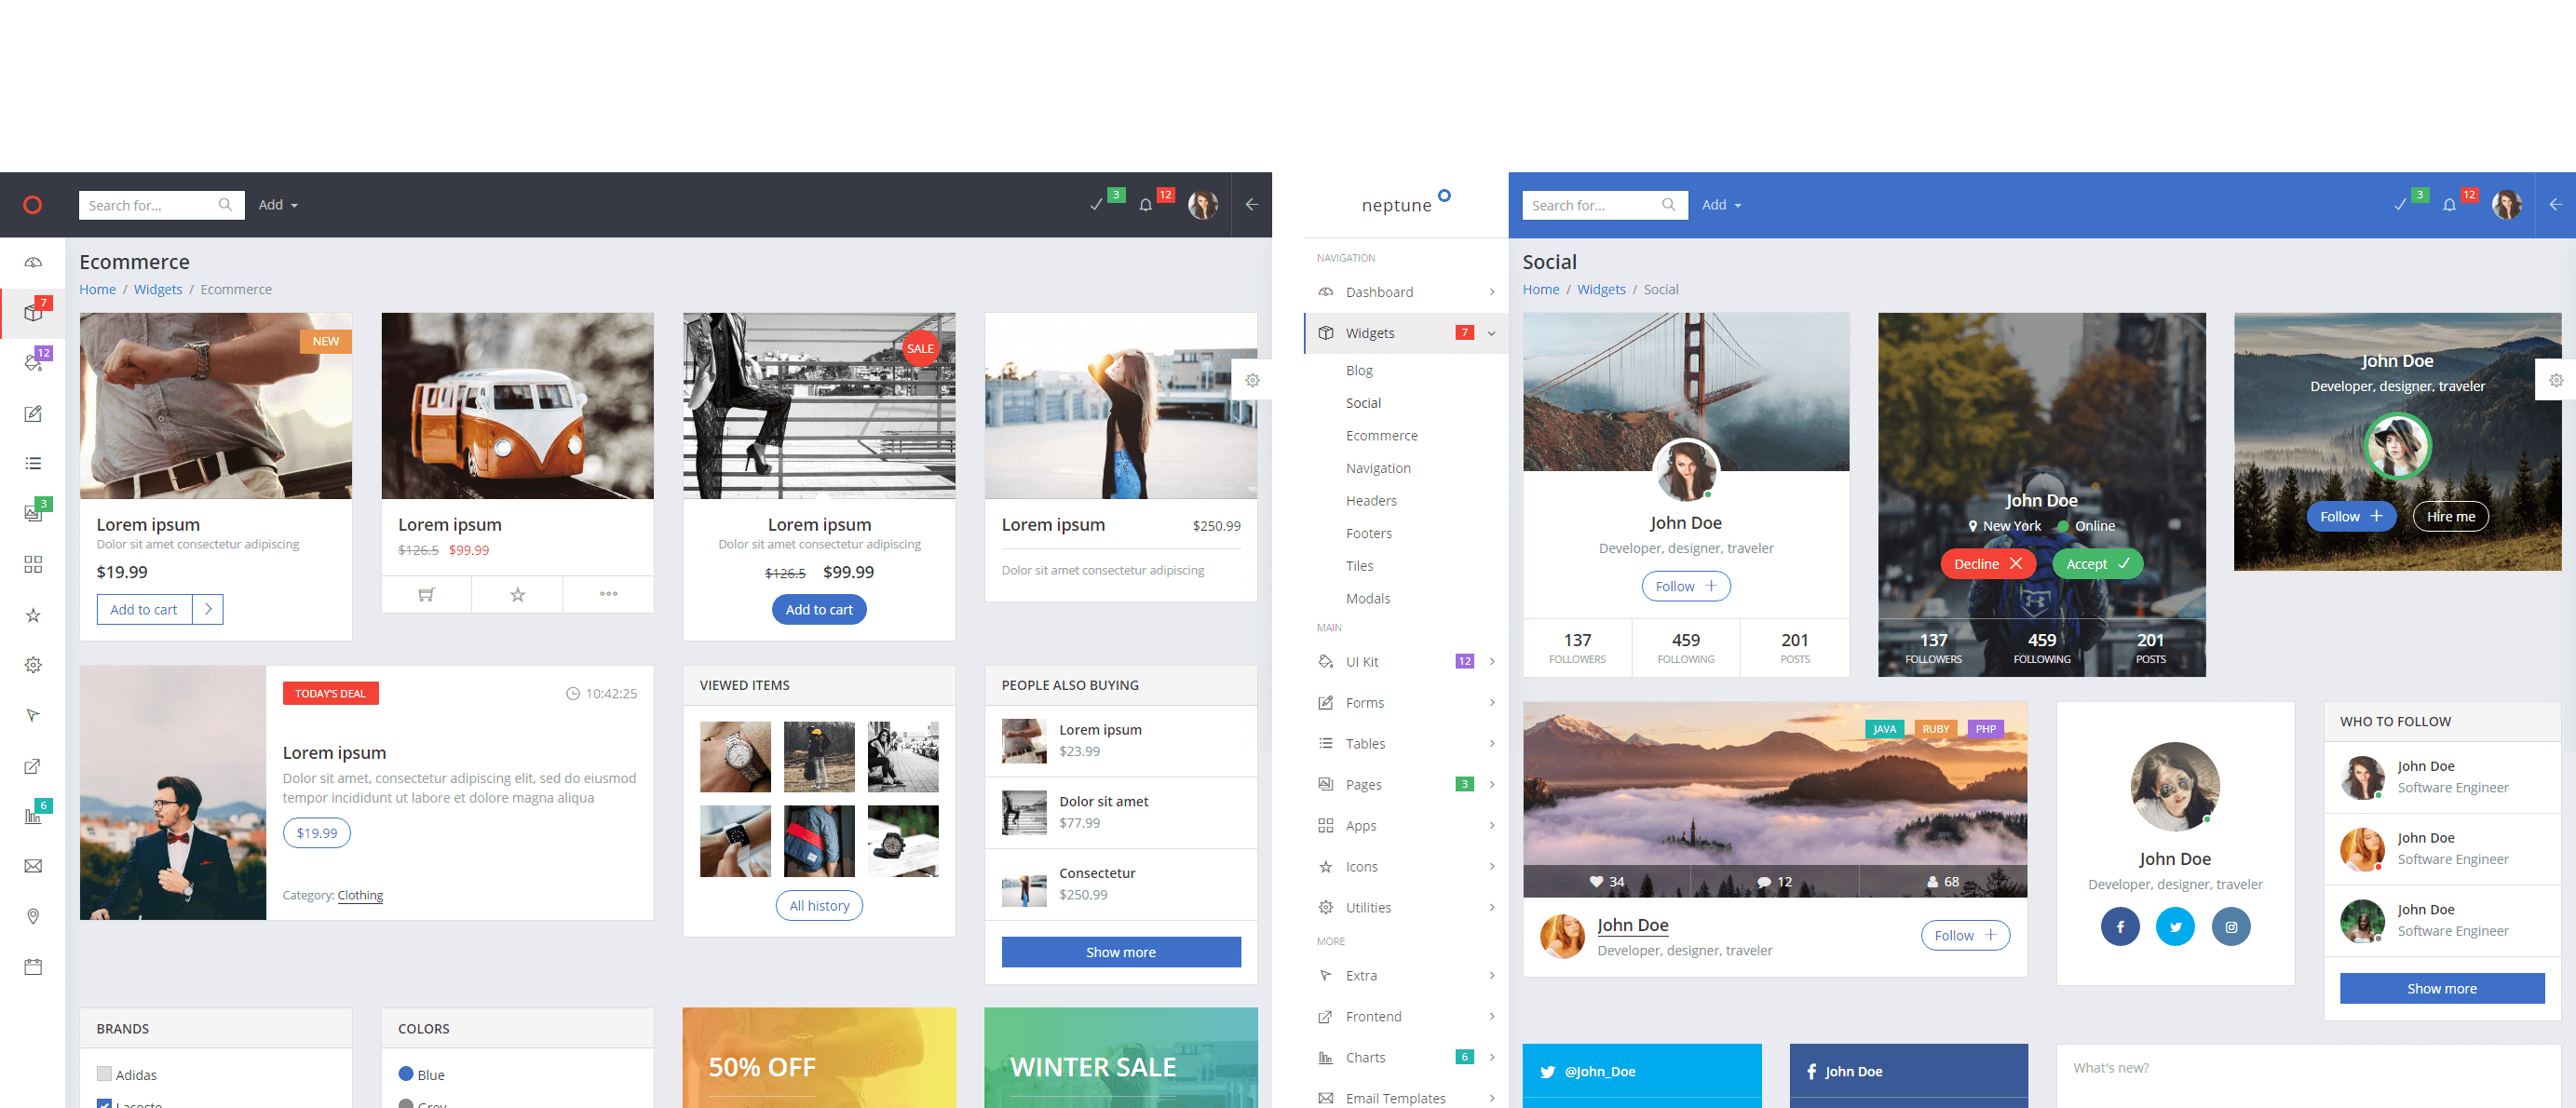 Search for...
Add
3
12
7
12
3
6
Ecommerce
Home / Widgets / Ecommerce
NEW
Lorem ipsum
Dolor sit amet consectetur adipiscing
$19.99
Add to cart
Lorem ipsum
$126.5 $99.99
SALE
Lorem ipsum
Dolor sit amet consectetur adipiscing
$126.5 $99.99
Add to cart
Lorem ipsum $250.99
Dolor sit amet consectetur adipiscing
TODAY'S DEAL 10:42:25
Lorem ipsum
Dolor sit amet, consectetur adipiscing elit, sed do eiusmod
tempor incididunt ut labore et dolore magna aliqua
$19.99
Category: Clothing
VIEWED ITEMS
All history
PEOPLE ALSO BUYING
Lorem ipsum
$23.99
Dolor sit amet
$77.99
Consectetur
$250.99
Show more
BRANDS
Adidas
Lacoste
COLORS
Blue
Grey
50% OFF
WINTER SALE
neptune
NAVIGATION
Dashboard
Widgets 7
Blog
Social
Ecommerce
Navigation
Headers
Footers
Tiles
Modals
MAIN
UI Kit 12
Forms
Tables
Pages 3
Apps
Icons
Utilities
MORE
Extra
Frontend
Charts 6
Email Templates
Search for...
Add
3
12
Social
Home / Widgets / Social
John Doe
Developer, designer, traveler
Follow
137 459 201
FOLLOWERS FOLLOWING POSTS
John Doe
New York Online
Decline Accept
137 459 201
FOLLOWERS FOLLOWING POSTS
John Doe
Developer, designer, traveler
Follow Hire me
JAVA RUBY PHP
34 12 68
John Doe
Developer, designer, traveler
Follow
John Doe
Developer, designer, traveler
WHO TO FOLLOW
John Doe
Software Engineer
John Doe
Software Engineer
John Doe
Software Engineer
Show more
@John_Doe
John Doe
What's new?